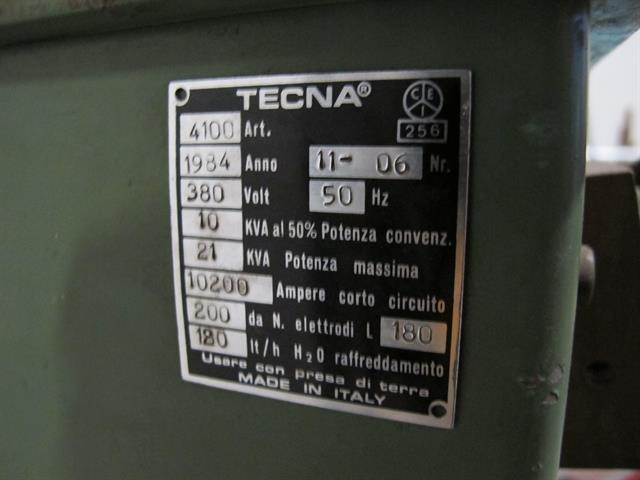 TECNA®
CEI
256
4100 Art.
1984 Anno 11- 06 Nr.
380 Volt 50 Hz
10 KVA al 50% Potenza convenz.
21 KVA Potenza massima
10200 Ampere corto circuito
200 da N. elettrodi L 180
120 lt/h H₂O raffreddamento
Usare con presa di terra
MADE IN ITALY